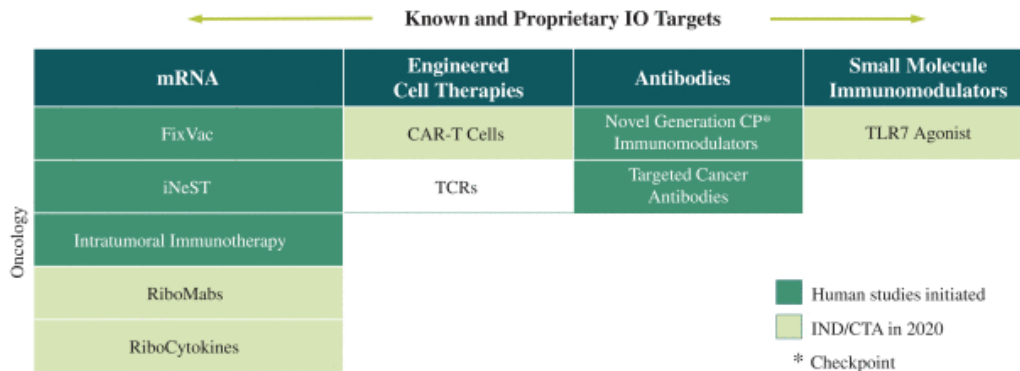 Known and Proprietary IO Targets
mRNA
Engineered
Cell Therapies
Antibodies
Small Molecule
Immunomodulators
FixVac
CAR-T Cells
Novel Generation CP*
Immunomodulators
TLR7 Agonist
iNeST
TCRs
Targeted Cancer
Antibodies
Intratumoral Immunotherapy
RiboMabs
RiboCytokines
Oncology
Human studies initiated
IND/CTA in 2020
* Checkpoint